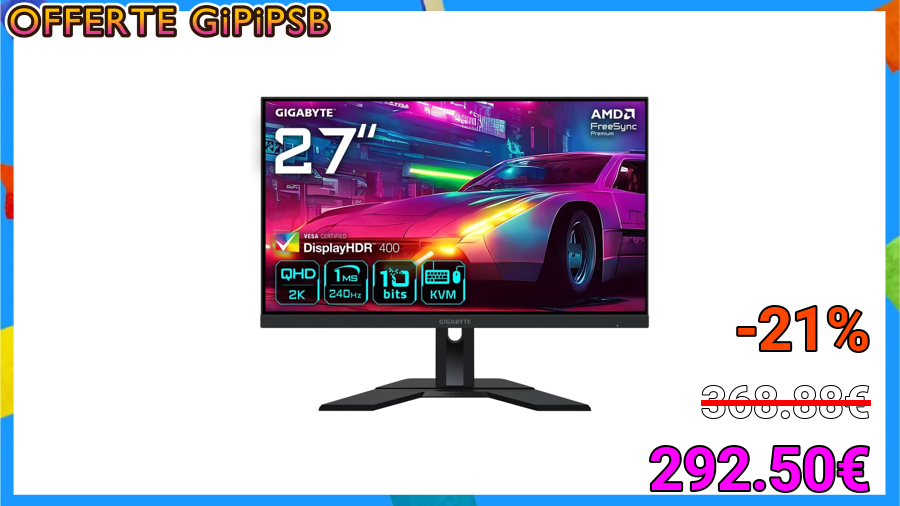 OFFERTE GiPiPSB
GIGABYTE
27"
AMD
FreeSync
Premium
VESA CERTIFIED
DisplayHDR 400
QHD
2K
1MS
240Hz
10
bits
KVM
GIGABYTE
-21%
368.88€
292.50€